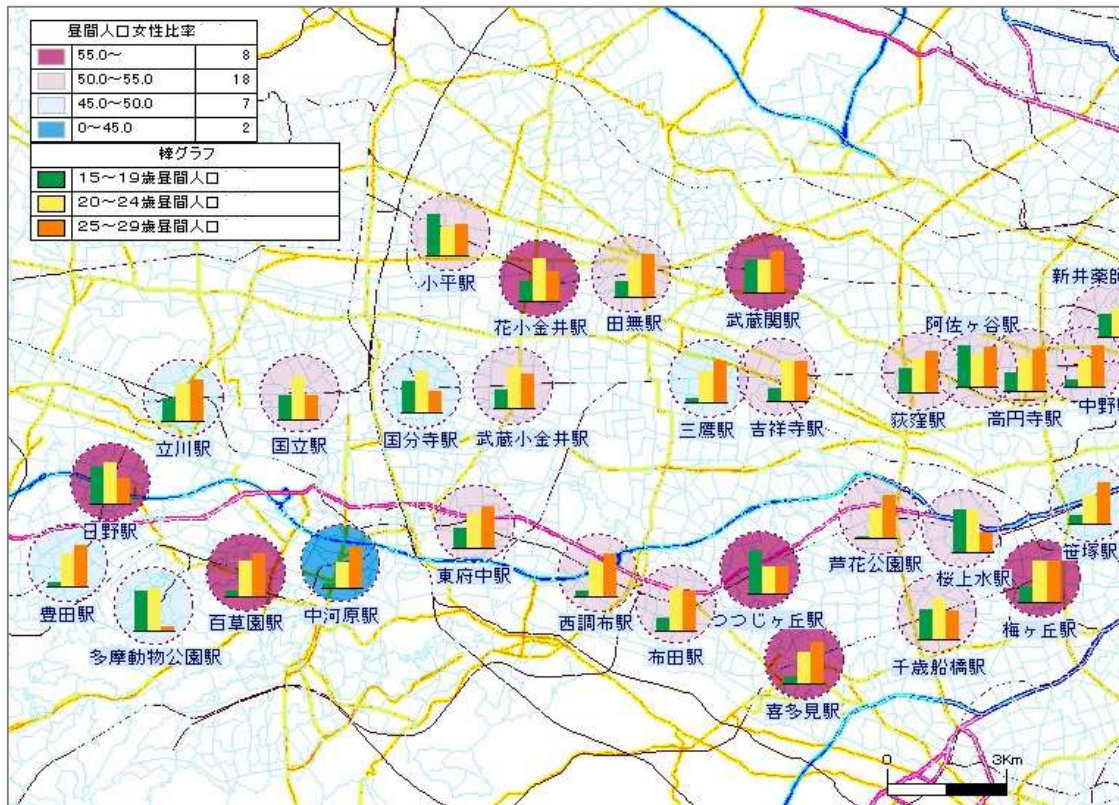 昼間人口女性比率
55.0～ 8
50.0～55.0 18
45.0～50.0 7
0～45.0 2
棒グラフ
15～19歳昼間人口
20～24歳昼間人口
25～29歳昼間人口
小平駅
花小金井駅
田無駅
武蔵関駅
新井薬師
阿佐ヶ谷駅
立川駅
国立駅
国分寺駅
武蔵小金井駅
三鷹駅
吉祥寺駅
荻窪駅
高円寺駅
中野
日野駅
東府中駅
芦花公園駅
桜上水駅
笹塚駅
豊田駅
多摩動物公園駅
百草園駅
中河原駅
西調布駅
布田駅
つつじヶ丘駅
千歳船橋駅
梅ヶ丘駅
喜多見駅
0 3Km